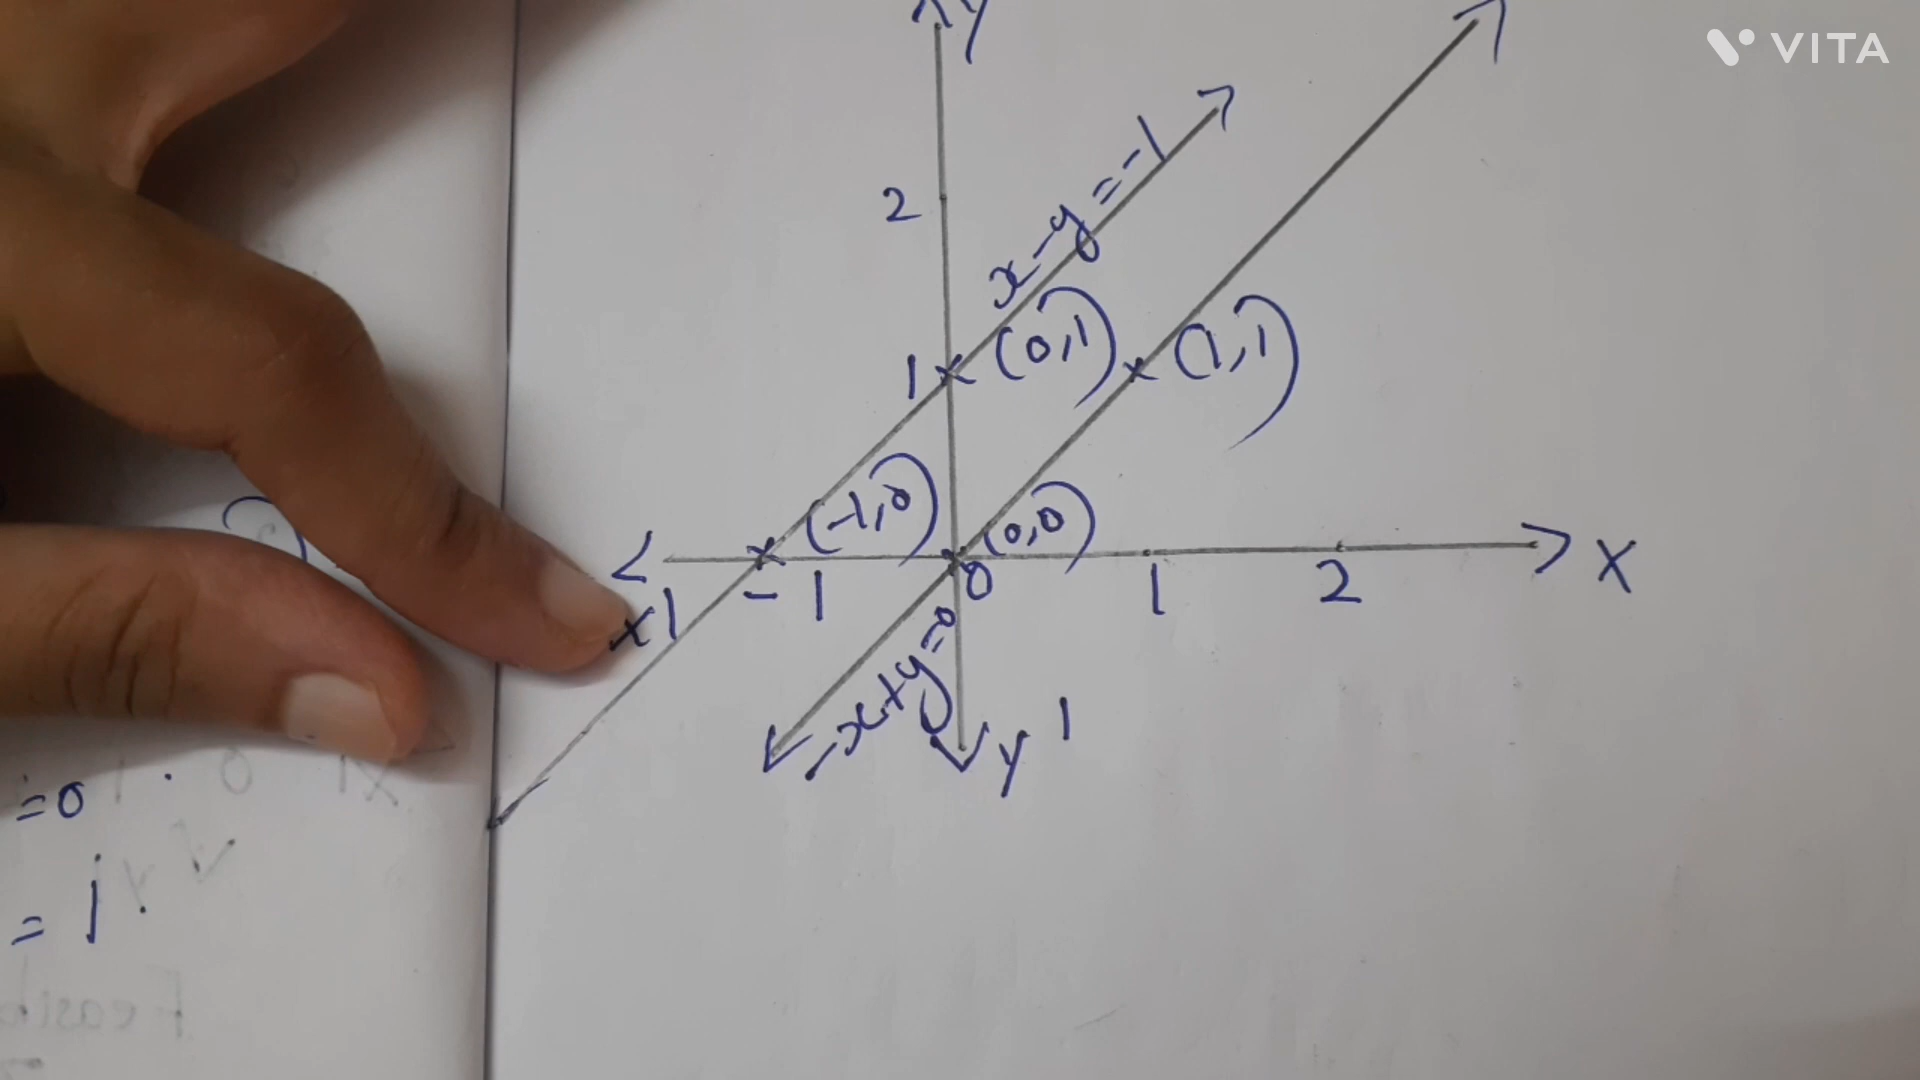 VITA
Y
x-y=-1
2
1
(0,1)
(1,1)
(-1,0)
(0,0)
X
-1
0
1
2
x1
-x+y=0
y1
=0
=1